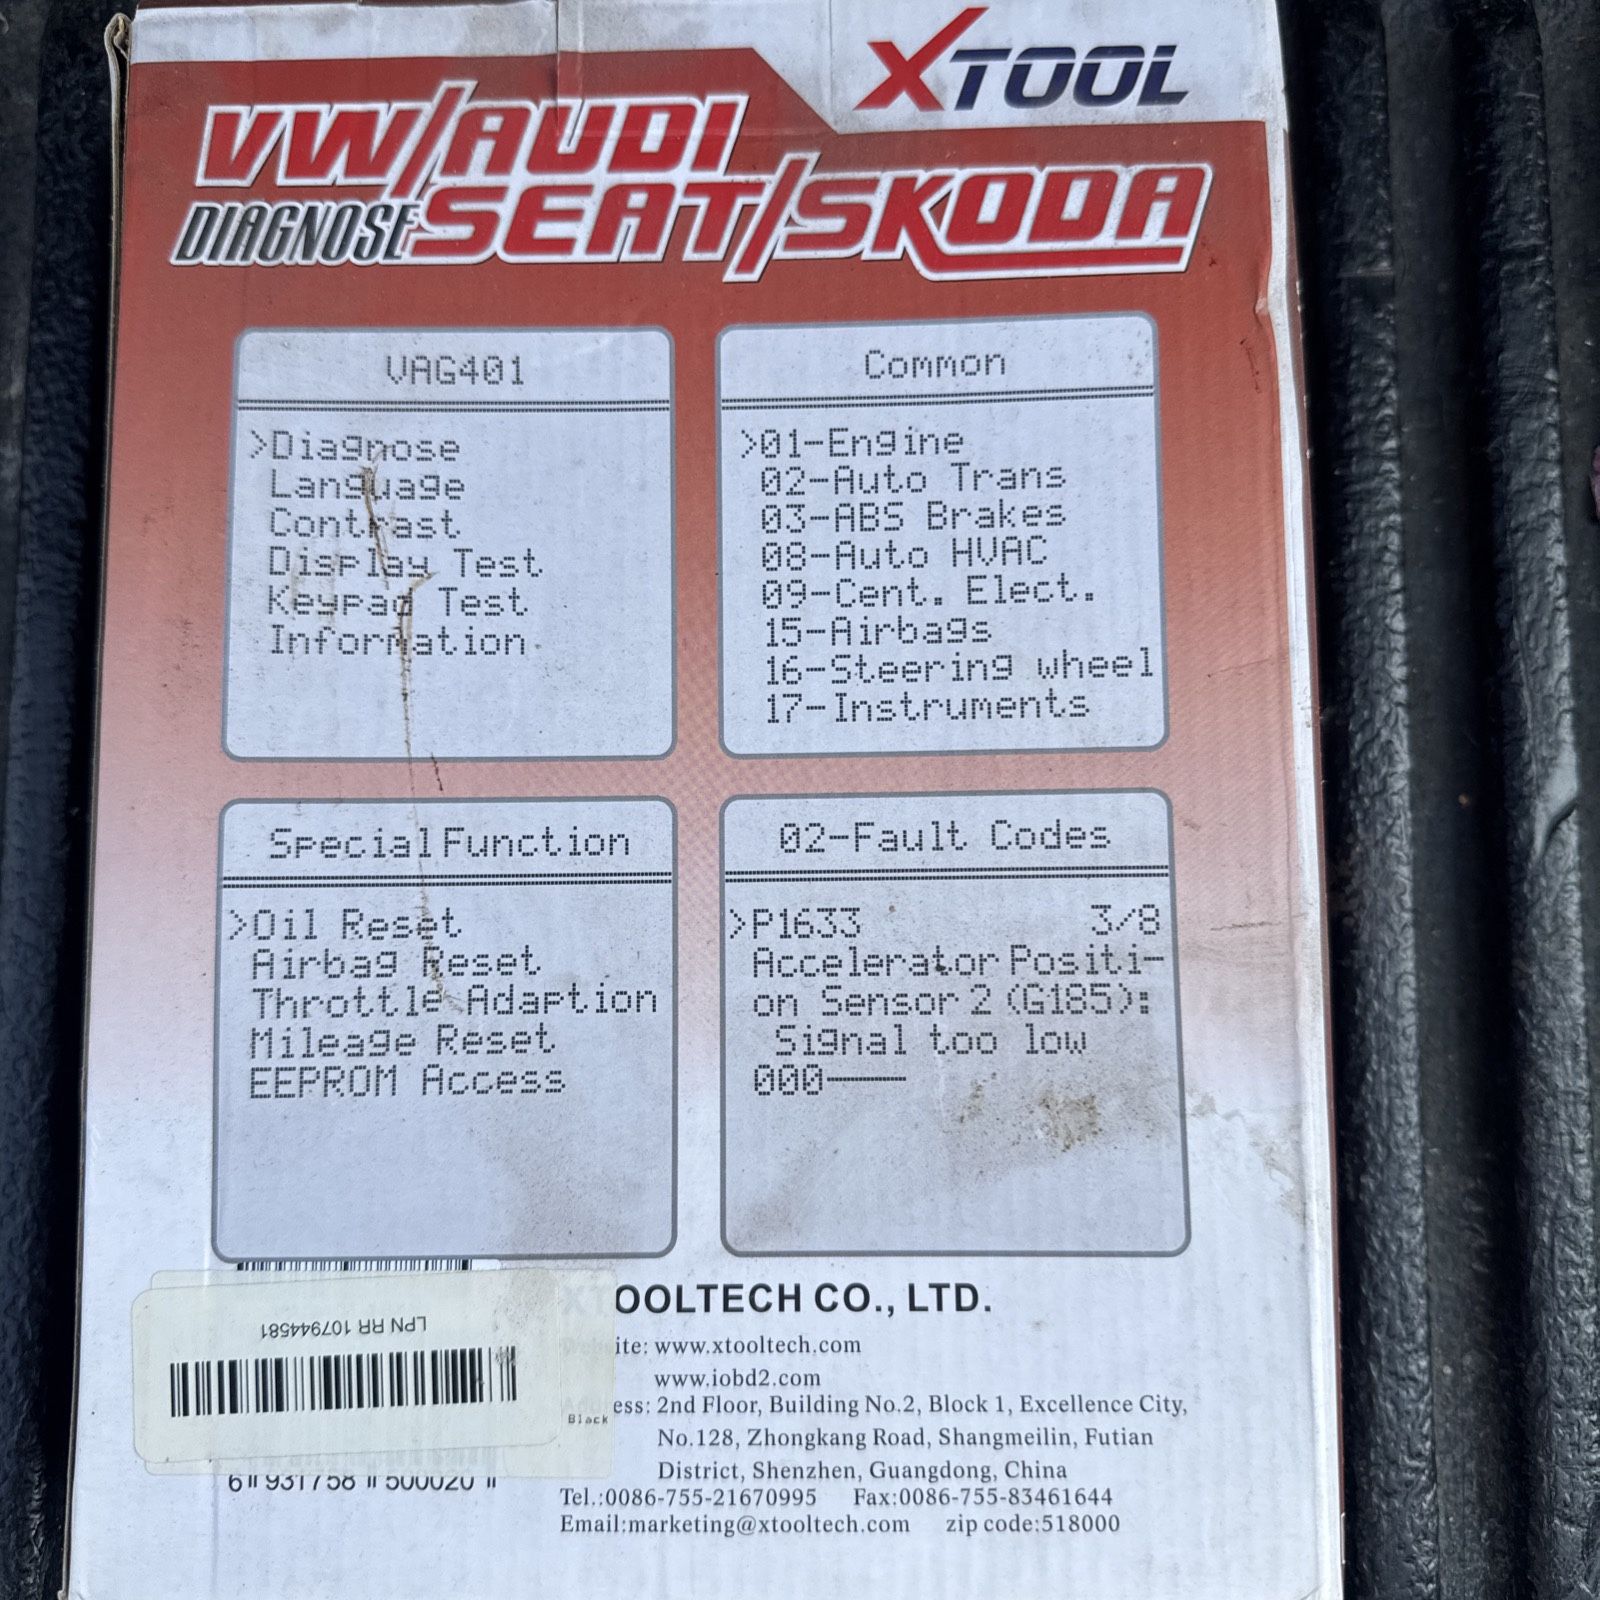 XTOOL
VW/AUDI
DIAGNOSE SEAT/SKODA
VAG401
>Diagnose
Language
Contrast
Display Test
Keypad Test
Information
Common
>01-Engine
02-Auto Trans
03-ABS Brakes
08-Auto HVAC
09-Cent. Elect.
15-Airbags
16-Steering wheel
17-Instruments
Special Function
>Oil Reset
Airbag Reset
Throttle Adaption
Mileage Reset
EEPROM Access
02-Fault Codes
>P1633 3/8
Accelerator Positi-
on Sensor 2 (G185):
Signal too low
000----
LPN RR 107944581
Black
6 931758 500020
XTOOLTECH CO., LTD.
Website: www.xtooltech.com
www.iobd2.com
Address: 2nd Floor, Building No.2, Block 1, Excellence City,
No.128, Zhongkang Road, Shangmeilin, Futian
District, Shenzhen, Guangdong, China
Tel.:0086-755-21670995 Fax:0086-755-83461644
Email:marketing@xtooltech.com zip code:518000